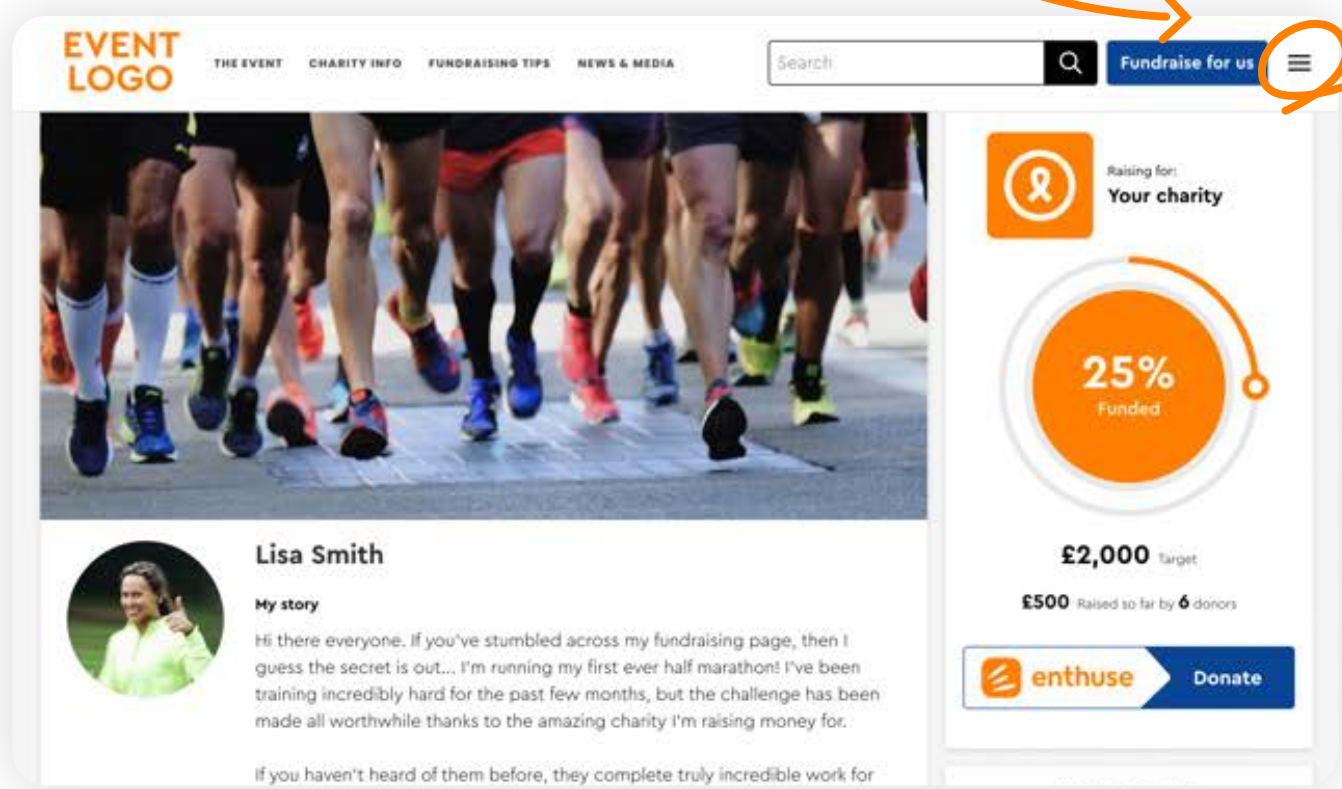 EVENT
LOGO
THE EVENT CHARITY INFO FUNDRAISING TIPS NEWS & MEDIA
Search
Fundraise for us
Raising for:
Your charity
25%
Funded
£2,000 Target
£500 Raised so far by 6 donors
enthuse Donate
Lisa Smith
My story
Hi there everyone. If you've stumbled across my fundraising page, then I
guess the secret is out... I'm running my first ever half marathon! I've been
training incredibly hard for the past few months, but the challenge has been
made all worthwhile thanks to the amazing charity I'm raising money for.
If you haven't heard of them before, they complete truly incredible work for